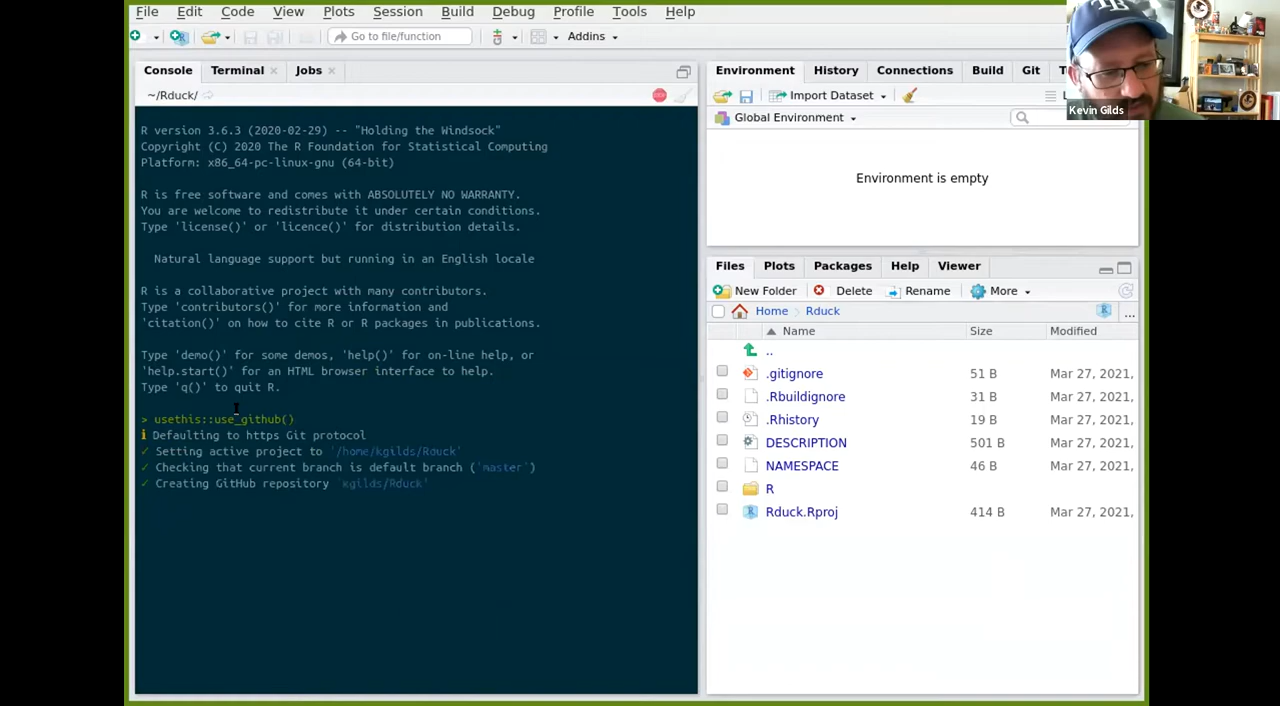 File Edit Code View Plots Session Build Debug Profile Tools Help
Go to file/function
Addins
Console Terminal Jobs
~/Rduck/
R version 3.6.3 (2020-02-29) -- "Holding the Windsock"
Copyright (C) 2020 The R Foundation for Statistical Computing
Platform: x86_64-pc-linux-gnu (64-bit)
R is free software and comes with ABSOLUTELY NO WARRANTY.
You are welcome to redistribute it under certain conditions.
Type 'license()' or 'licence()' for distribution details.
Natural language support but running in an English locale
R is a collaborative project with many contributors.
Type 'contributors()' for more information and
'citation()' on how to cite R or R packages in publications.
Type 'demo()' for some demos, 'help()' for on-line help, or
'help.start()' for an HTML browser interface to help.
Type 'q()' to quit R.
> usethis::use_github()
ℹ Defaulting to https Git protocol
✓ Setting active project to '/home/kgilds/Rduck'
✓ Checking that current branch is default branch ('master')
✓ Creating GitHub repository 'kgilds/Rduck'
Environment History Connections Build Git
Import Dataset
Global Environment
Environment is empty
Files Plots Packages Help Viewer
New Folder Delete Rename More
Home Rduck ...
Name Size Modified
..
.gitignore 51 B Mar 27, 2021,
.Rbuildignore 31 B Mar 27, 2021,
.Rhistory 19 B Mar 27, 2021,
DESCRIPTION 501 B Mar 27, 2021,
NAMESPACE 46 B Mar 27, 2021,
R
Rduck.Rproj 414 B Mar 27, 2021,
TB
Kevin Gilds